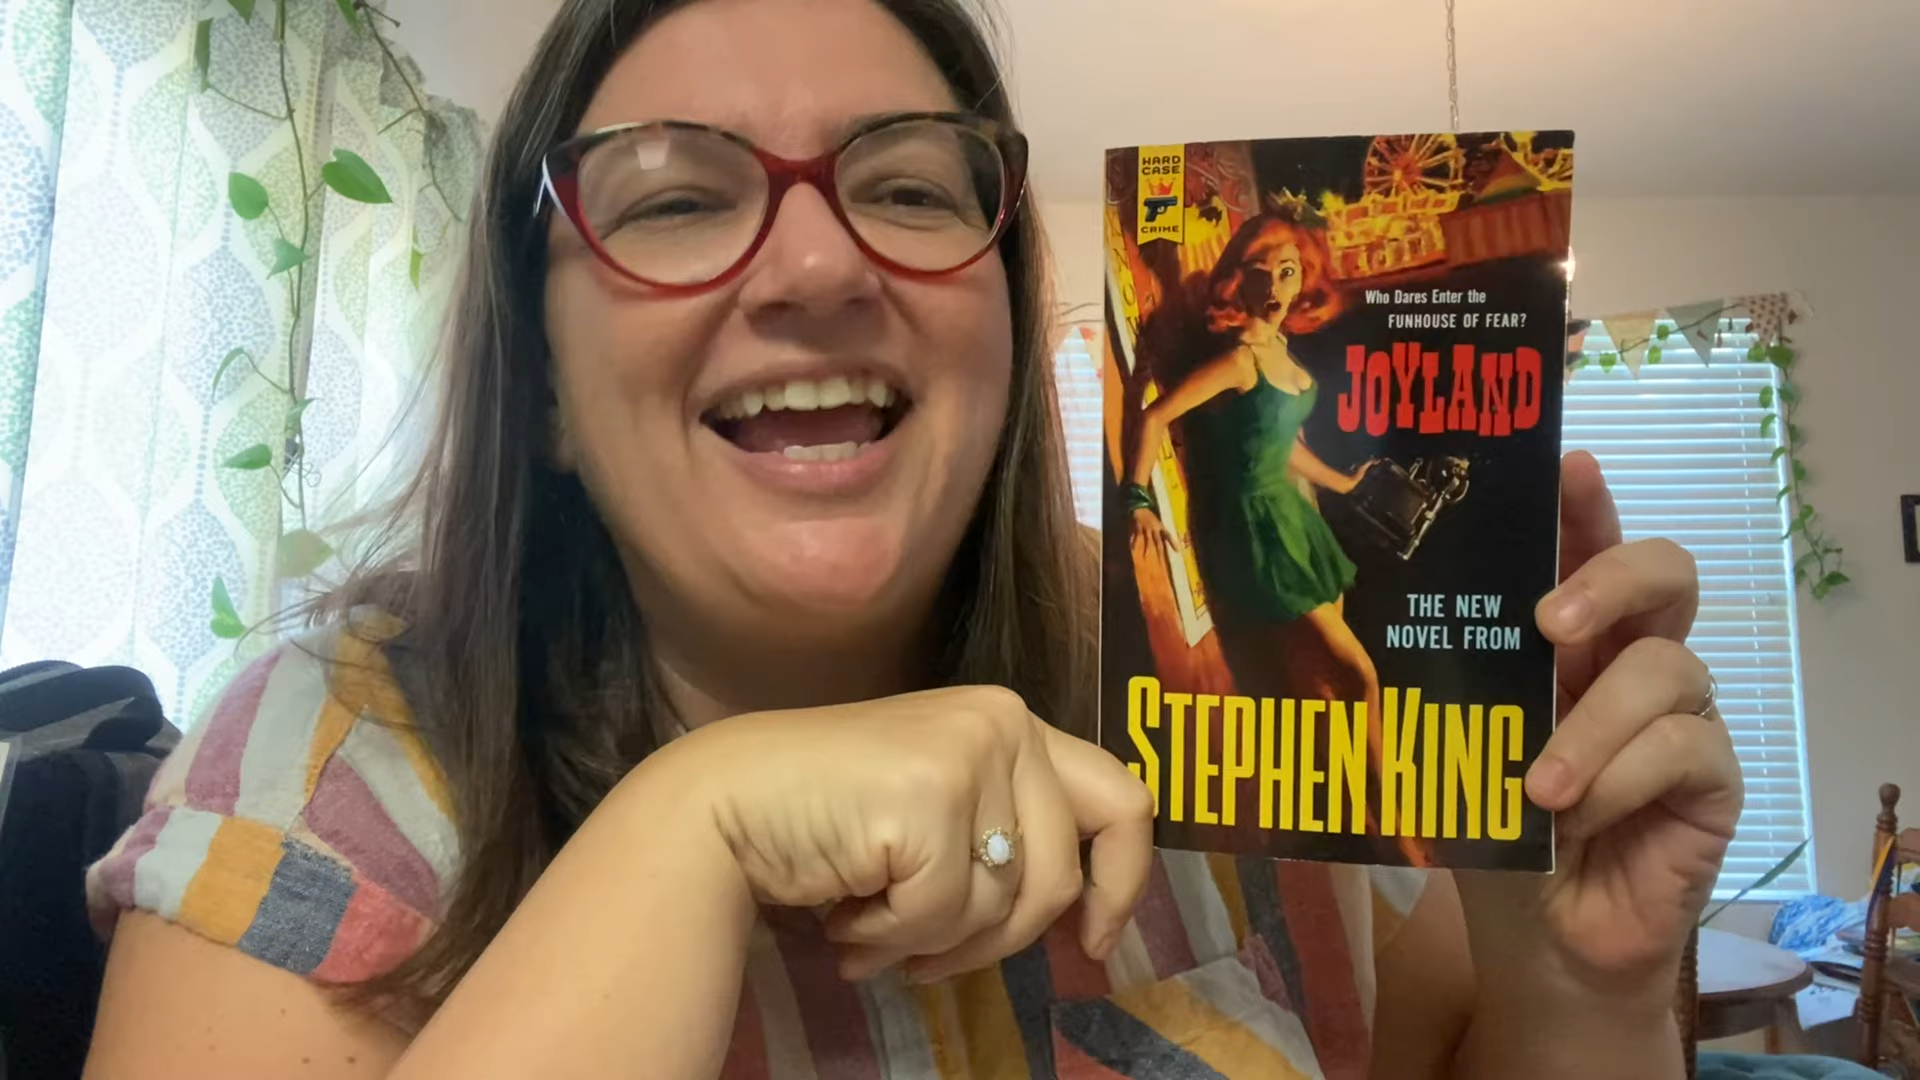 HARD
CASE
CRIME
Who Dares Enter the
FUNHOUSE OF FEAR?
JOYLAND
THE NEW
NOVEL FROM
STEPHEN KING